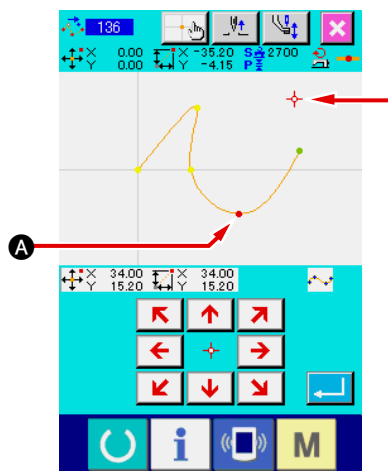 136
X 0.00 X -35.20 S 2700
Y 0.00 Y -4.15 P
A
X 34.00 X 34.00
Y 15.20 Y 15.20
i M